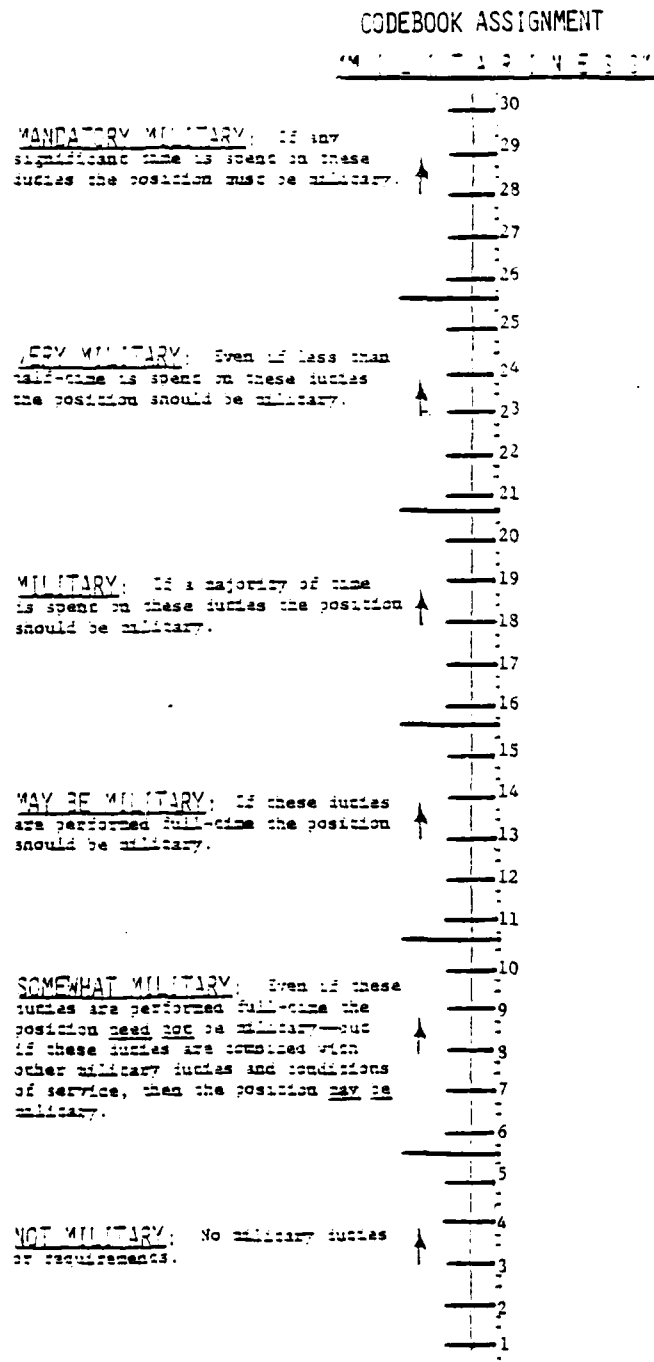 CODEBOOK ASSIGNMENT
"M I L I T A R I N E S S"
30
MANDATORY MILITARY: If any
significant time is spent on these
duties the position must be military.
29
28
27
26
25
VERY MILITARY: Even if less than
half-time is spent on these duties
the position should be military.
24
23
22
21
20
MILITARY: If a majority of time
is spent on these duties the position
should be military.
19
18
17
16
15
MAY BE MILITARY: If these duties
are performed full-time the position
should be military.
14
13
12
11
10
SOMEWHAT MILITARY: Even if these
duties are performed full-time the
position need not be military—but
if these duties are combined with
other military duties and conditions
of service, then the position may be
military.
9
8
7
6
5
NOT MILITARY: No military duties
or requirements.
4
3
2
1